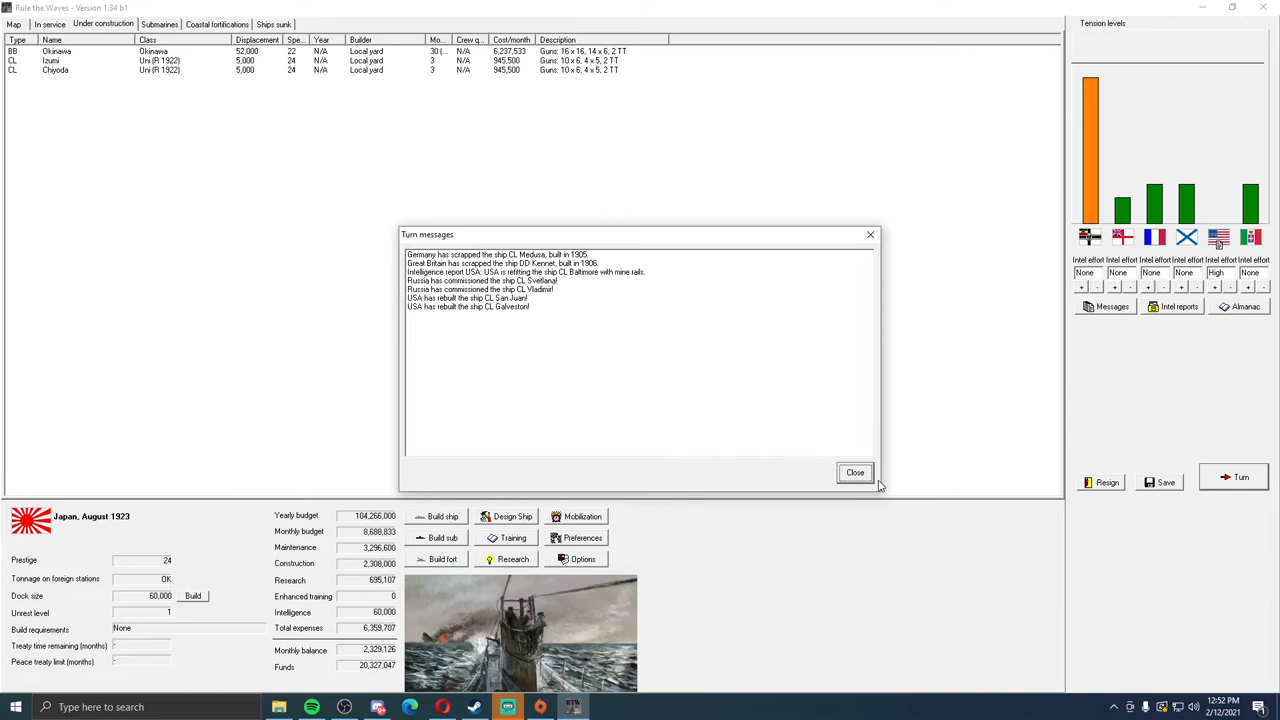 Rule the Waves - Version 1.34 b1
Map In service Under construction Submarines Coastal fortifications Ships sunk
Type Name Class Displacement Spe... Year Builder Mo... Crew q... Cost/month Description
BB Okinawa Okinawa 52,000 22 N/A Local yard 30 (... N/A 6,237,533 Guns: 16 x 16, 14 x 6, 2 TT
CL Izumi Uni (R 1922) 5,000 24 N/A Local yard 3 N/A 945,500 Guns: 10 x 6, 4 x 5, 2 TT
CL Chiyoda Uni (R 1922) 5,000 24 N/A Local yard 3 N/A 945,500 Guns: 10 x 6, 4 x 5, 2 TT
Tension levels
Intel effort Intel effort Intel effort Intel effort Intel effort Intel effort
None None None None High None
+ - + - + - + - + - + -
Messages Intel reports Almanac
Turn messages
Germany has scrapped the ship CL Medusa, built in 1905.
Great Britain has scrapped the ship DD Kennet, built in 1906.
Intelligence report USA: USA is refitting the ship CL Baltimore with mine rails.
Russia has commissioned the ship CL Svetlana!
Russia has commissioned the ship CL Vladimir!
USA has rebuilt the ship CL San Juan!
USA has rebuilt the ship CL Galveston!
Close
Resign Save Turn
Japan, August 1923
Prestige 24
Tonnage on foreign stations OK
Dock size 60,000 Build
Unrest level 1
Build requirements None
Treaty time remaining (months) -
Peace treaty limit (months) -
Yearly budget 104,266,000
Monthly budget 8,688,833
Maintenance 3,296,600
Construction 2,308,000
Research 695,107
Enhanced training 0
Intelligence 60,000
Total expenses 6,359,707
Monthly balance 2,329,126
Funds 20,327,047
Build ship Design Ship Mobilization
Build sub Training Preferences
Build fort Research Options
Type here to search
12:52 PM
2/12/2021
1